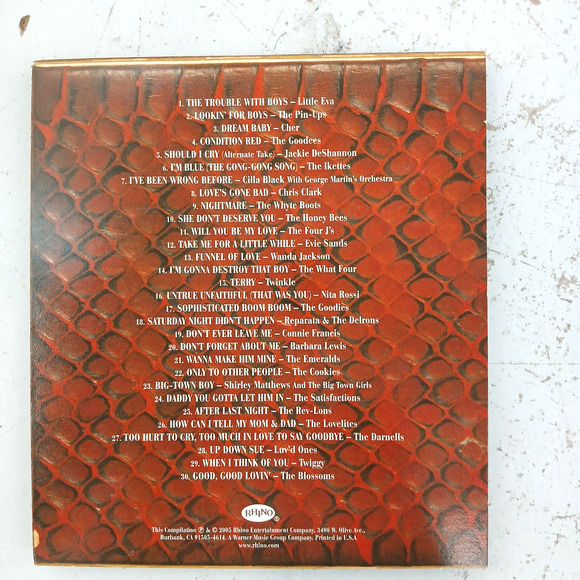 1. THE TROUBLE WITH BOYS – Little Eva
2. LOOKIN' FOR BOYS – The Pin-Ups
3. DREAM BABY – Cher
4. CONDITION RED – The Goodees
5. SHOULD I CRY (Alternate Take) – Jackie DeShannon
6. I'M BLUE (THE GONG-GONG SONG) – The Ikettes
7. I'VE BEEN WRONG BEFORE – Cilla Black With George Martin's Orchestra
8. LOVE'S GONE BAD – Chris Clark
9. NIGHTMARE – The Whyte Boots
10. SHE DON'T DESERVE YOU – The Honey Bees
11. WILL YOU BE MY LOVE – The Four J's
12. TAKE ME FOR A LITTLE WHILE – Evie Sands
13. FUNNEL OF LOVE – Wanda Jackson
14. I'M GONNA DESTROY THAT BOY – The What Four
15. TERRY – Twinkle
16. UNTRUE UNFAITHFUL (THAT WAS YOU) – Nita Rossi
17. SOPHISTICATED BOOM BOOM – The Goodies
18. SATURDAY NIGHT DIDN'T HAPPEN – Reparata & The Delrons
19. DON'T EVER LEAVE ME – Connie Francis
20. DON'T FORGET ABOUT ME – Barbara Lewis
21. WANNA MAKE HIM MINE – The Emeralds
22. ONLY TO OTHER PEOPLE – The Cookies
23. BIG-TOWN BOY – Shirley Matthews And The Big Town Girls
24. DADDY YOU GOTTA LET HIM IN – The Satisfactions
25. AFTER LAST NIGHT – The Rev-Lons
26. HOW CAN I TELL MY MOM & DAD – The Lovelites
27. TOO HURT TO CRY, TOO MUCH IN LOVE TO SAY GOODBYE – The Darnells
28. UP DOWN SUE – Luv'd Ones
29. WHEN I THINK OF YOU – Twiggy
30. GOOD, GOOD LOVIN' – The Blossoms
RHINO ®
This Compilation ℗ & © 2005 Rhino Entertainment Company, 3400 W. Olive Ave.,
Burbank, CA 91505-4614. A Warner Music Group Company. Printed in U.S.A
www.rhino.com